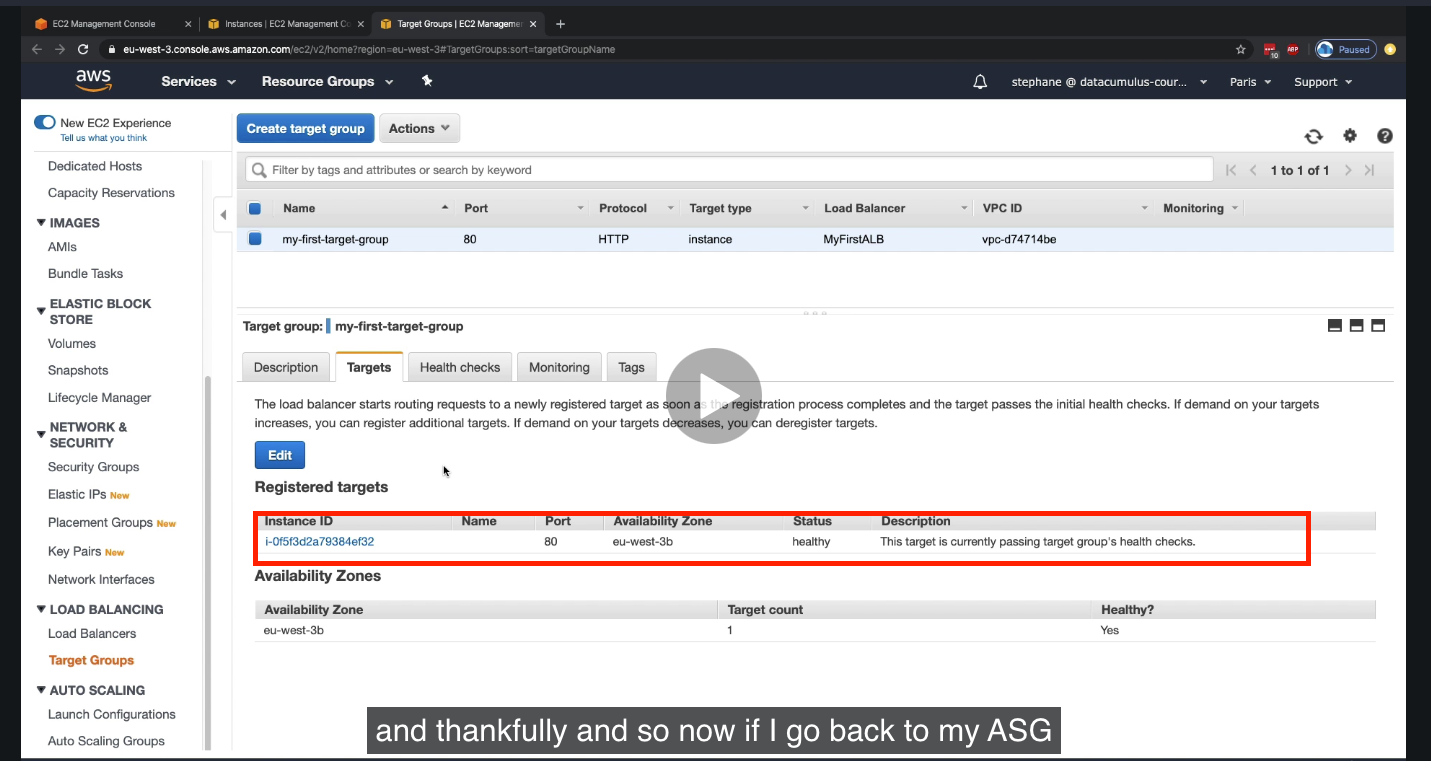 EC2 Management Console
Instances | EC2 Management Co
Target Groups | EC2 Managemen
eu-west-3.console.aws.amazon.com/ec2/v2/home?region=eu-west-3#TargetGroups:sort=targetGroupName
10
ABP
Paused
aws
Services
Resource Groups
stephane @ datacumulus-cour...
Paris
Support
New EC2 Experience
Tell us what you think
Dedicated Hosts
Capacity Reservations
IMAGES
AMIs
Bundle Tasks
ELASTIC BLOCK
STORE
Volumes
Snapshots
Lifecycle Manager
NETWORK &
SECURITY
Security Groups
Elastic IPs New
Placement Groups New
Key Pairs New
Network Interfaces
LOAD BALANCING
Load Balancers
Target Groups
AUTO SCALING
Launch Configurations
Auto Scaling Groups
Create target group
Actions
Filter by tags and attributes or search by keyword
1 to 1 of 1
Name Port Protocol Target type Load Balancer VPC ID Monitoring
my-first-target-group 80 HTTP instance MyFirstALB vpc-d74714be
Target group: my-first-target-group
Description Targets Health checks Monitoring Tags
The load balancer starts routing requests to a newly registered target as soon as the registration process completes and the target passes the initial health checks. If demand on your targets
increases, you can register additional targets. If demand on your targets decreases, you can deregister targets.
Edit
Registered targets
Instance ID Name Port Availability Zone Status Description
i-0f5f3d2a79384ef32 80 eu-west-3b healthy This target is currently passing target group's health checks.
Availability Zones
Availability Zone Target count Healthy?
eu-west-3b 1 Yes
and thankfully and so now if I go back to my ASG